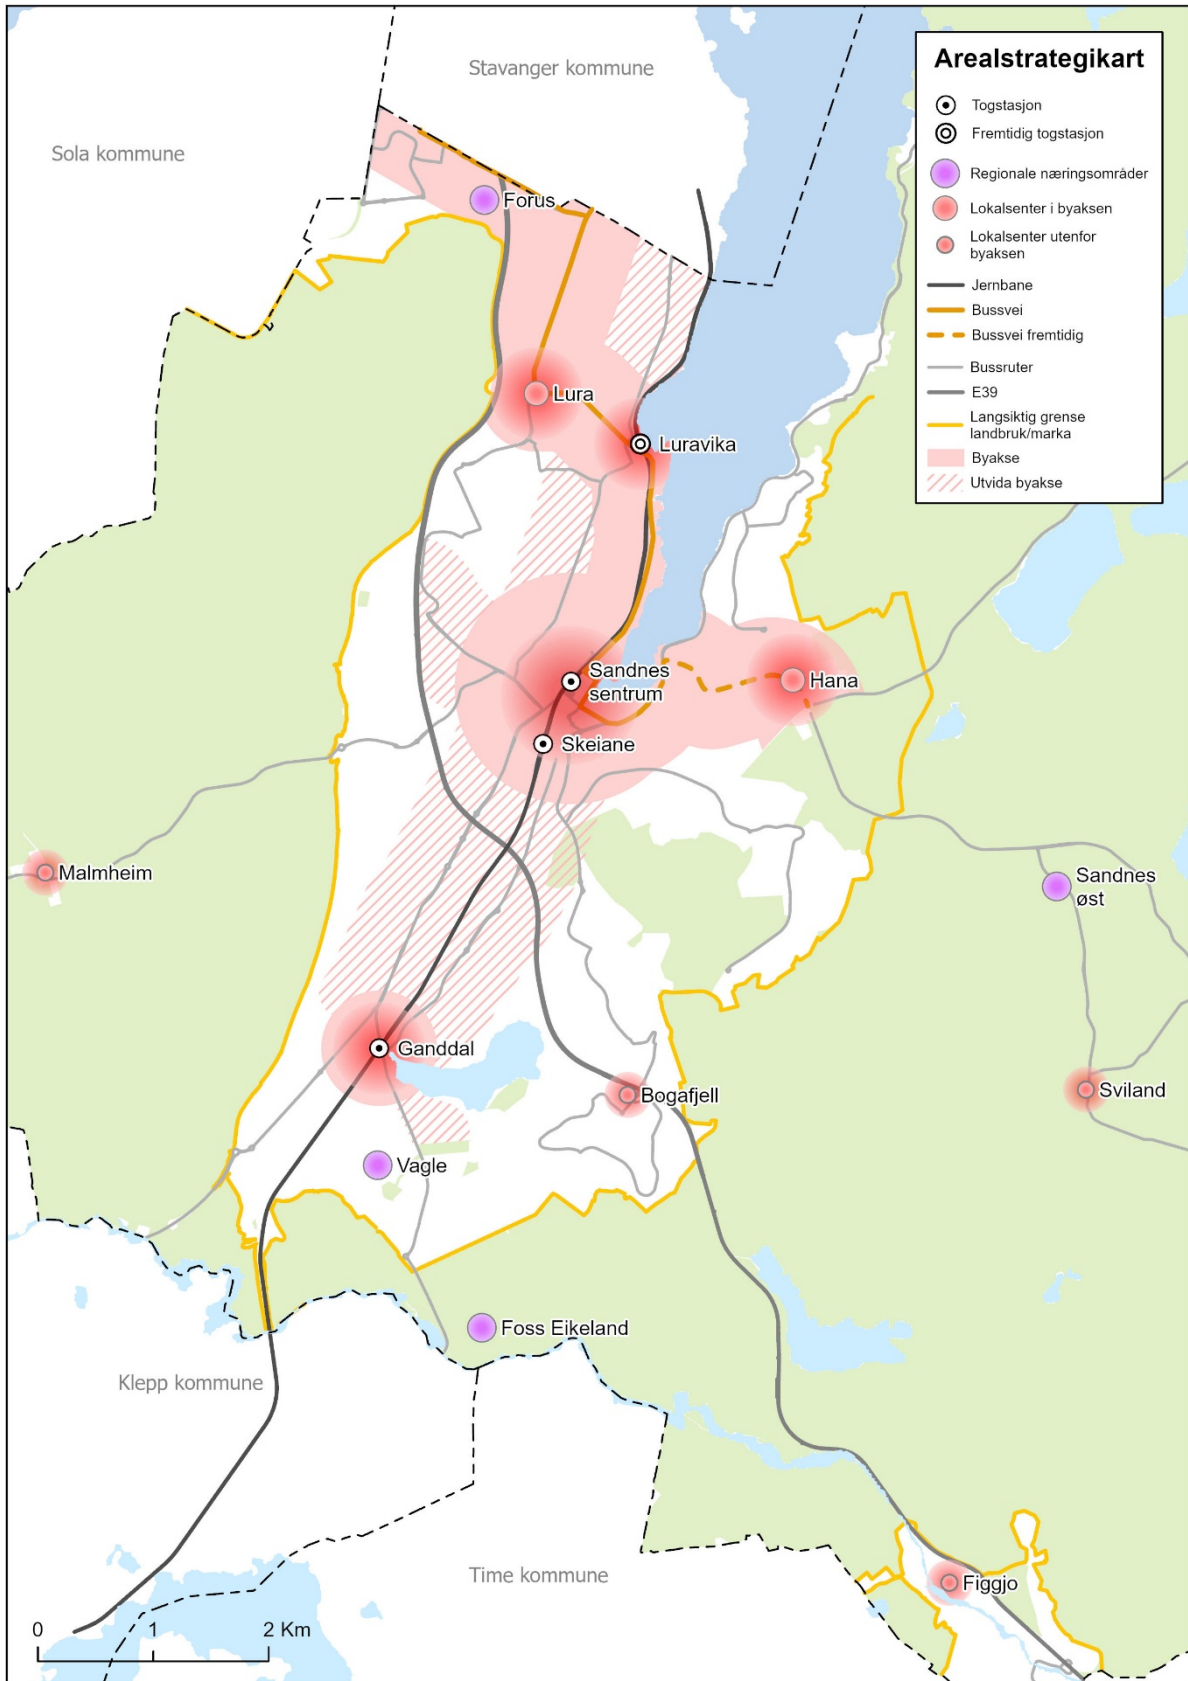 Stavanger kommune
Sola kommune
Arealstrategikart
Togstasjon
Fremtidig togstasjon
Regionale næringsområder
Lokalsenter i byaksen
Lokalsenter utenfor
byaksen
Jernbane
Bussvei
Bussvei fremtidig
Bussruter
E39
Langsiktig grense
landbruk/marka
Byakse
Utvida byakse
Forus
Lura
Luravika
Sandnes
sentrum
Hana
Skeiane
Malmheim
Sandnes
øst
Ganddal
Bogafjell
Sviland
Vagle
Foss Eikeland
Klepp kommune
Time kommune
Figgjo
0 1 2 Km